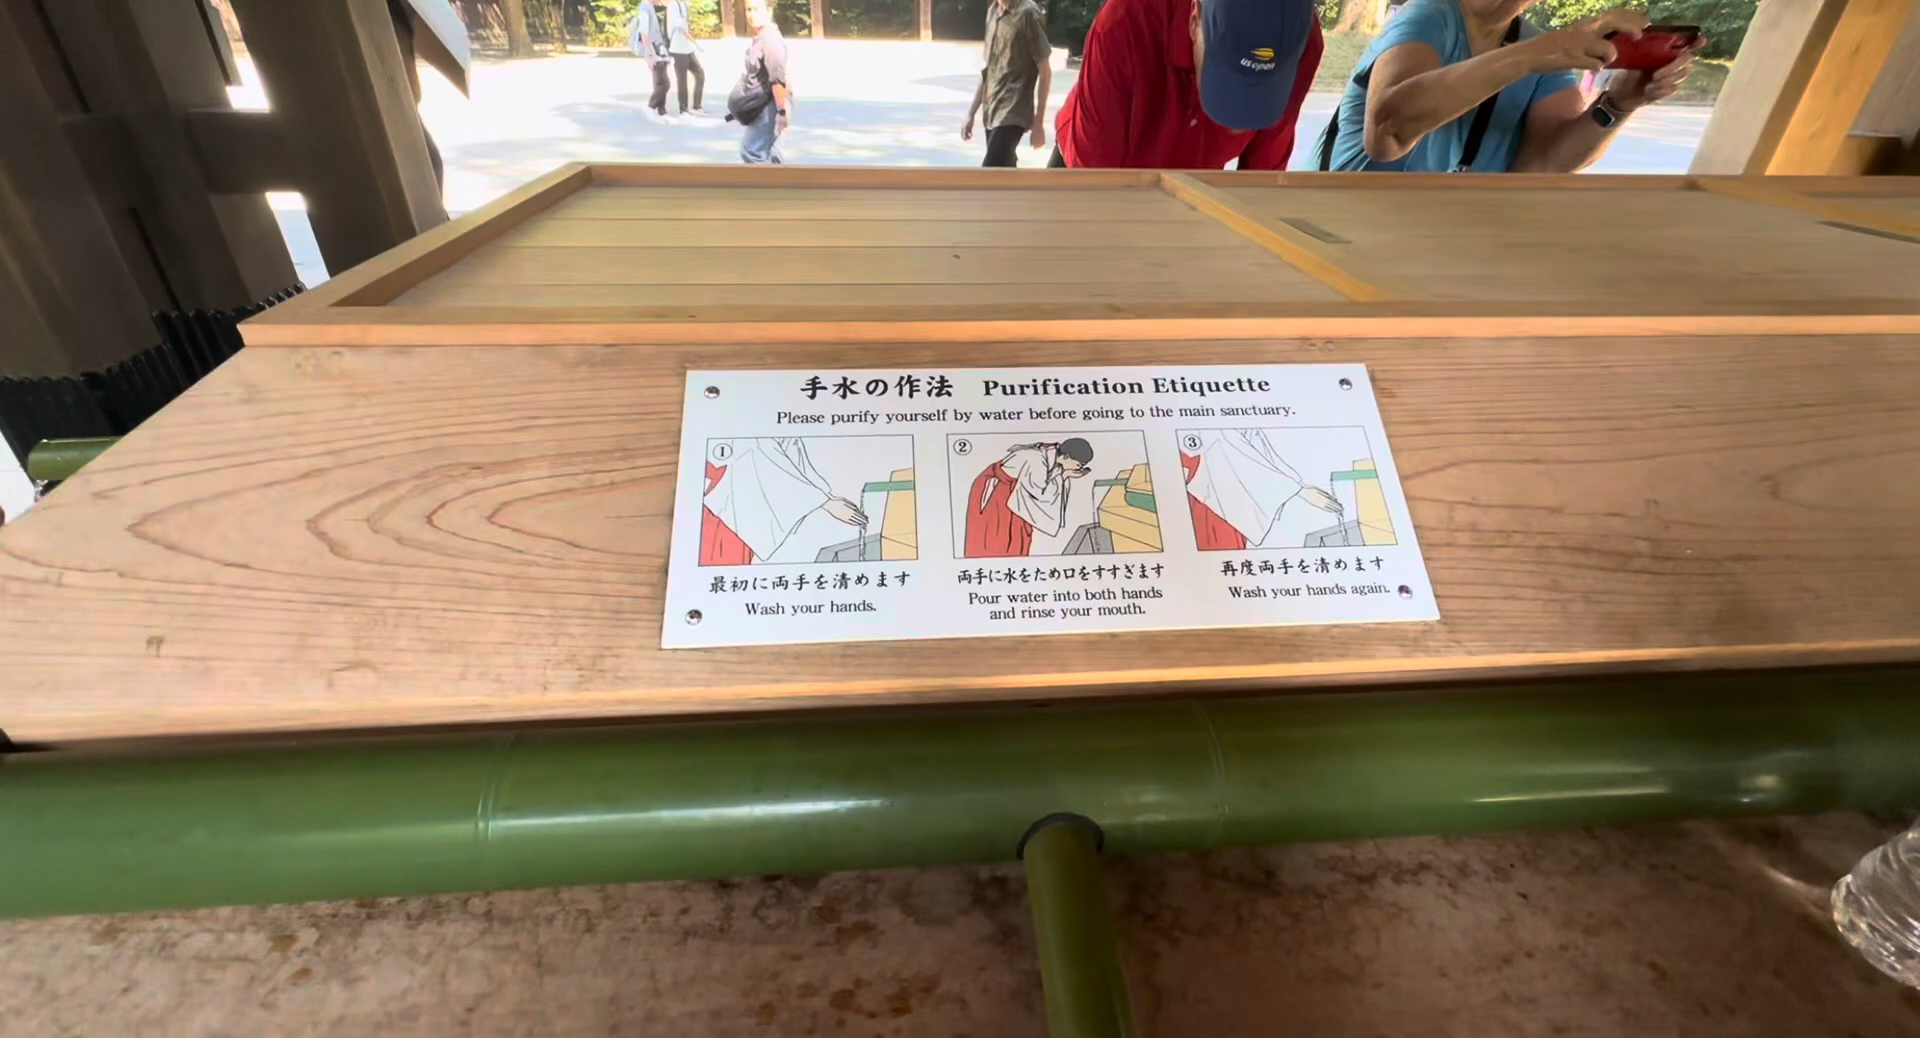 us open
手水の作法 Purification Etiquette
Please purify yourself by water before going to the main sanctuary.
① ② ③
最初に両手を清めます
Wash your hands.
両手に水をため口をすすぎます
Pour water into both hands
and rinse your mouth.
再度両手を清めます
Wash your hands again.